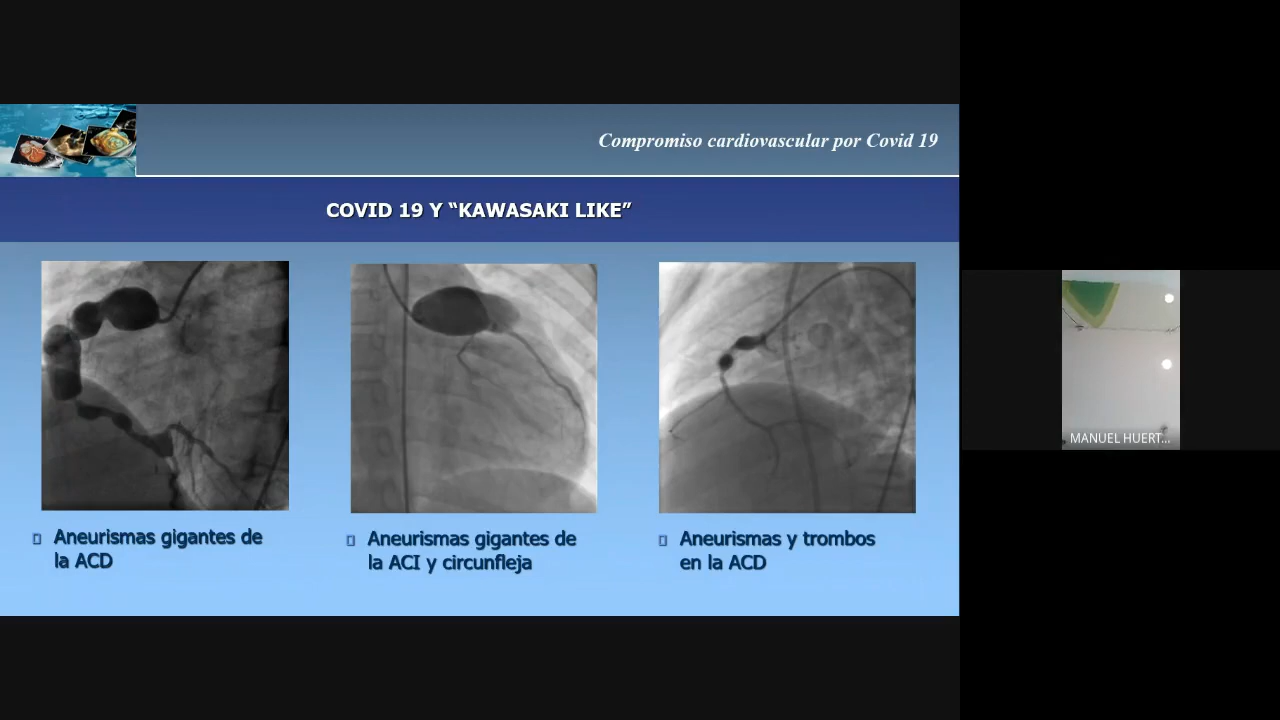 Compromiso cardiovascular por Covid 19
COVID 19 Y “KAWASAKI LIKE”
Aneurismas gigantes de
la ACD
Aneurismas gigantes de
la ACI y circunfleja
Aneurismas y trombos
en la ACD
MANUEL HUERT...